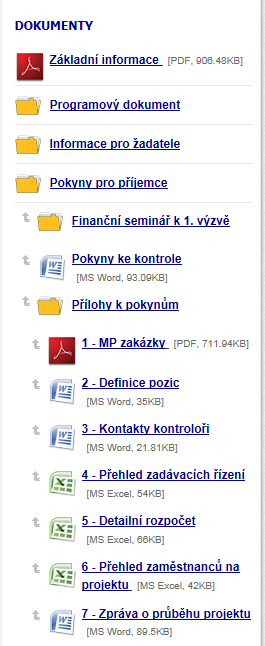 DOKUMENTY
Základní informace [PDF, 906.48KB]
Programový dokument
Informace pro žadatele
Pokyny pro příjemce
Finanční seminář k 1. výzvě
Pokyny ke kontrole
[MS Word, 93.09KB]
Přílohy k pokynům
1 - MP zakázky [PDF, 711.94KB]
2 - Definice pozic
[MS Word, 35KB]
3 - Kontakty kontroloři
[MS Word, 21.81KB]
4 - Přehled zadávacích řízení
[MS Excel, 54KB]
5 - Detailní rozpočet
[MS Excel, 66KB]
6 - Přehled zaměstnanců na
projektu [MS Excel, 42KB]
7 - Zpráva o průběhu projektu
[MS Word, 89.5KB]